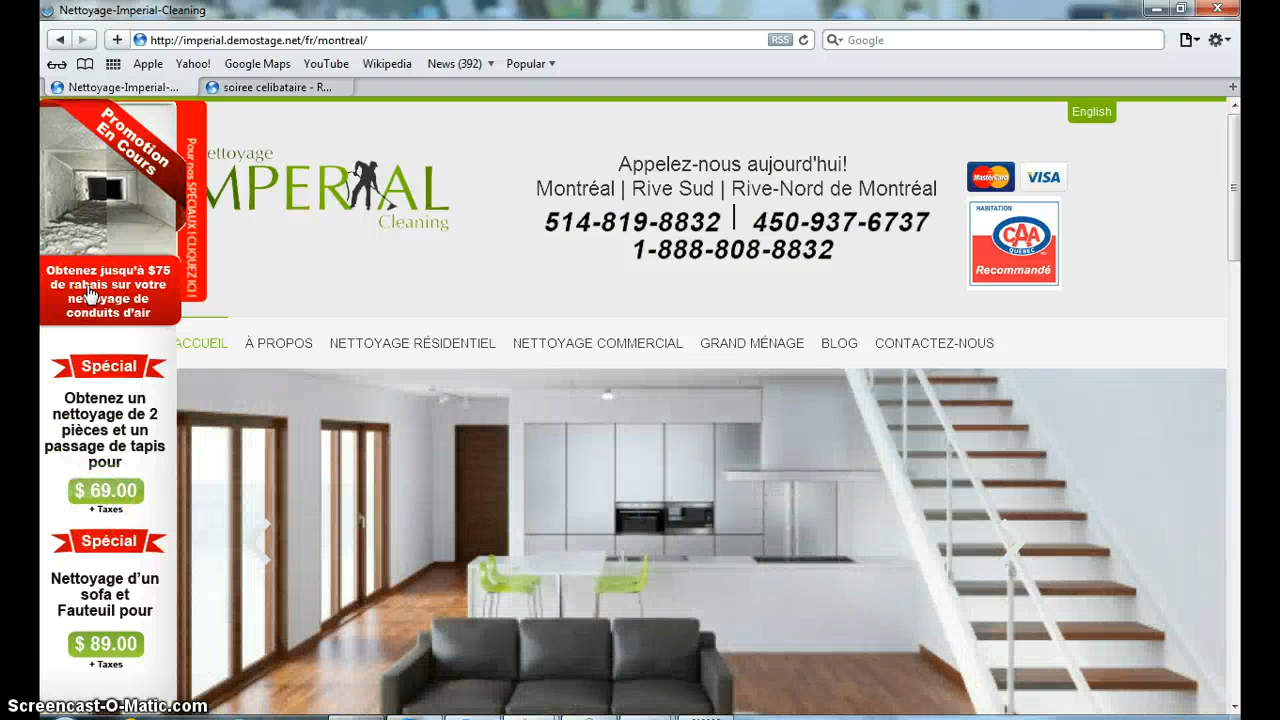 Nettoyage-Imperial-Cleaning
http://imperial.demostage.net/fr/montreal/
RSS
Google
Apple
Yahoo!
Google Maps
YouTube
Wikipedia
News (392)
Popular
Nettoyage-Imperial-...
soiree celibataire - R...
Promotion
En Cours
Pour nos SPÉCIAUX ! CLIQUEZ ICI !
Obtenez jusqu'à $75
de rabais sur votre
nettoyage de
conduits d'air
Spécial
Obtenez un
nettoyage de 2
pièces et un
passage de tapis
pour
$ 69.00
+ Taxes
Spécial
Nettoyage d'un
sofa et
Fauteuil pour
$ 89.00
+ Taxes
ettoyage
MPERIAL
Cleaning
Appelez-nous aujourd'hui!
Montréal | Rive Sud | Rive-Nord de Montréal
514-819-8832 | 450-937-6737
1-888-808-8832
English
MasterCard
VISA
HABITATION
CAA
QUÉBEC
Recommandé
ACCUEIL
À PROPOS
NETTOYAGE RÉSIDENTIEL
NETTOYAGE COMMERCIAL
GRAND MÉNAGE
BLOG
CONTACTEZ-NOUS
Screencast-O-Matic.com